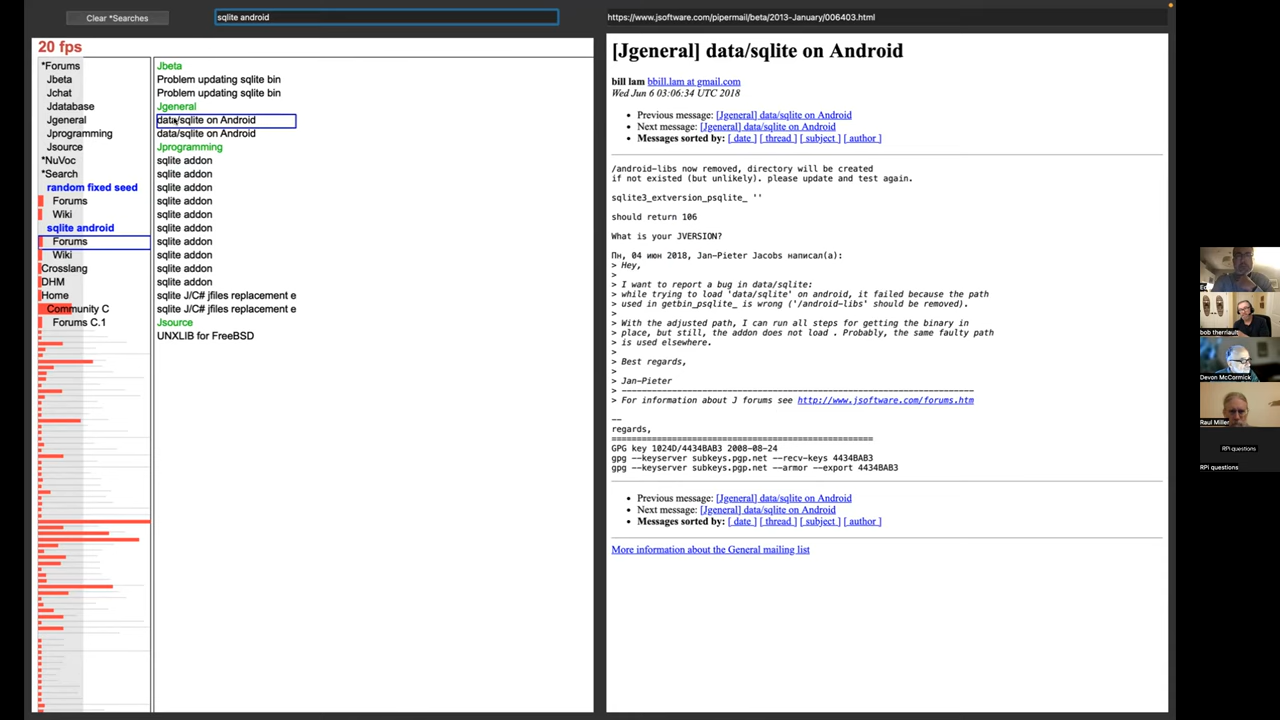 Clear *Searches
sqlite android
https://www.jsoftware.com/pipermail/beta/2013-January/006403.html
20 fps
*Forums
Jbeta
Jchat
Jdatabase
Jgeneral
Jprogramming
Jsource
*NuVoc
*Search
random fixed seed
Forums
Wiki
sqlite android
Forums
Wiki
Crosslang
DHM
Home
Community C
Forums C.1
Jbeta
Problem updating sqlite bin
Problem updating sqlite bin
Jgeneral
data/sqlite on Android
data/sqlite on Android
Jprogramming
sqlite addon
sqlite addon
sqlite addon
sqlite addon
sqlite addon
sqlite addon
sqlite addon
sqlite addon
sqlite addon
sqlite addon
sqlite J/C# jfiles replacement e
sqlite J/C# jfiles replacement e
Jsource
UNXLIB for FreeBSD
[Jgeneral] data/sqlite on Android
bill lam bbill.lam at gmail.com
Wed Jun 6 03:06:34 UTC 2018
• Previous message: [Jgeneral] data/sqlite on Android
• Next message: [Jgeneral] data/sqlite on Android
• Messages sorted by: [ date ] [ thread ] [ subject ] [ author ]
/android-libs now removed, directory will be created
if not existed (but unlikely). please update and test again.
sqlite3_extversion_psqlite_ ''
should return 106
What is your JVERSION?
Пн, 04 июн 2018, Jan-Pieter Jacobs написал(а):
> Hey,
>
> I want to report a bug in data/sqlite:
> while trying to load 'data/sqlite' on android, it failed because the path
> used in getbin_psqlite_ is wrong ('/android-libs' should be removed).
>
> With the adjusted path, I can run all steps for getting the binary in
> place, but still, the addon does not load . Probably, the same faulty path
> is used elsewhere.
>
> Best regards,
>
> Jan-Pieter
> ----------------------------------------------------------------------
> For information about J forums see http://www.jsoftware.com/forums.htm
--
regards,
====================================================
GPG key 1024D/4434BAB3 2008-08-24
gpg --keyserver subkeys.pgp.net --recv-keys 4434BAB3
gpg --keyserver subkeys.pgp.net --armor --export 4434BAB3
• Previous message: [Jgeneral] data/sqlite on Android
• Next message: [Jgeneral] data/sqlite on Android
• Messages sorted by: [ date ] [ thread ] [ subject ] [ author ]
More information about the General mailing list
bob therriault
Devon McCormick
Raul Miller
RPi questions
RPi questions